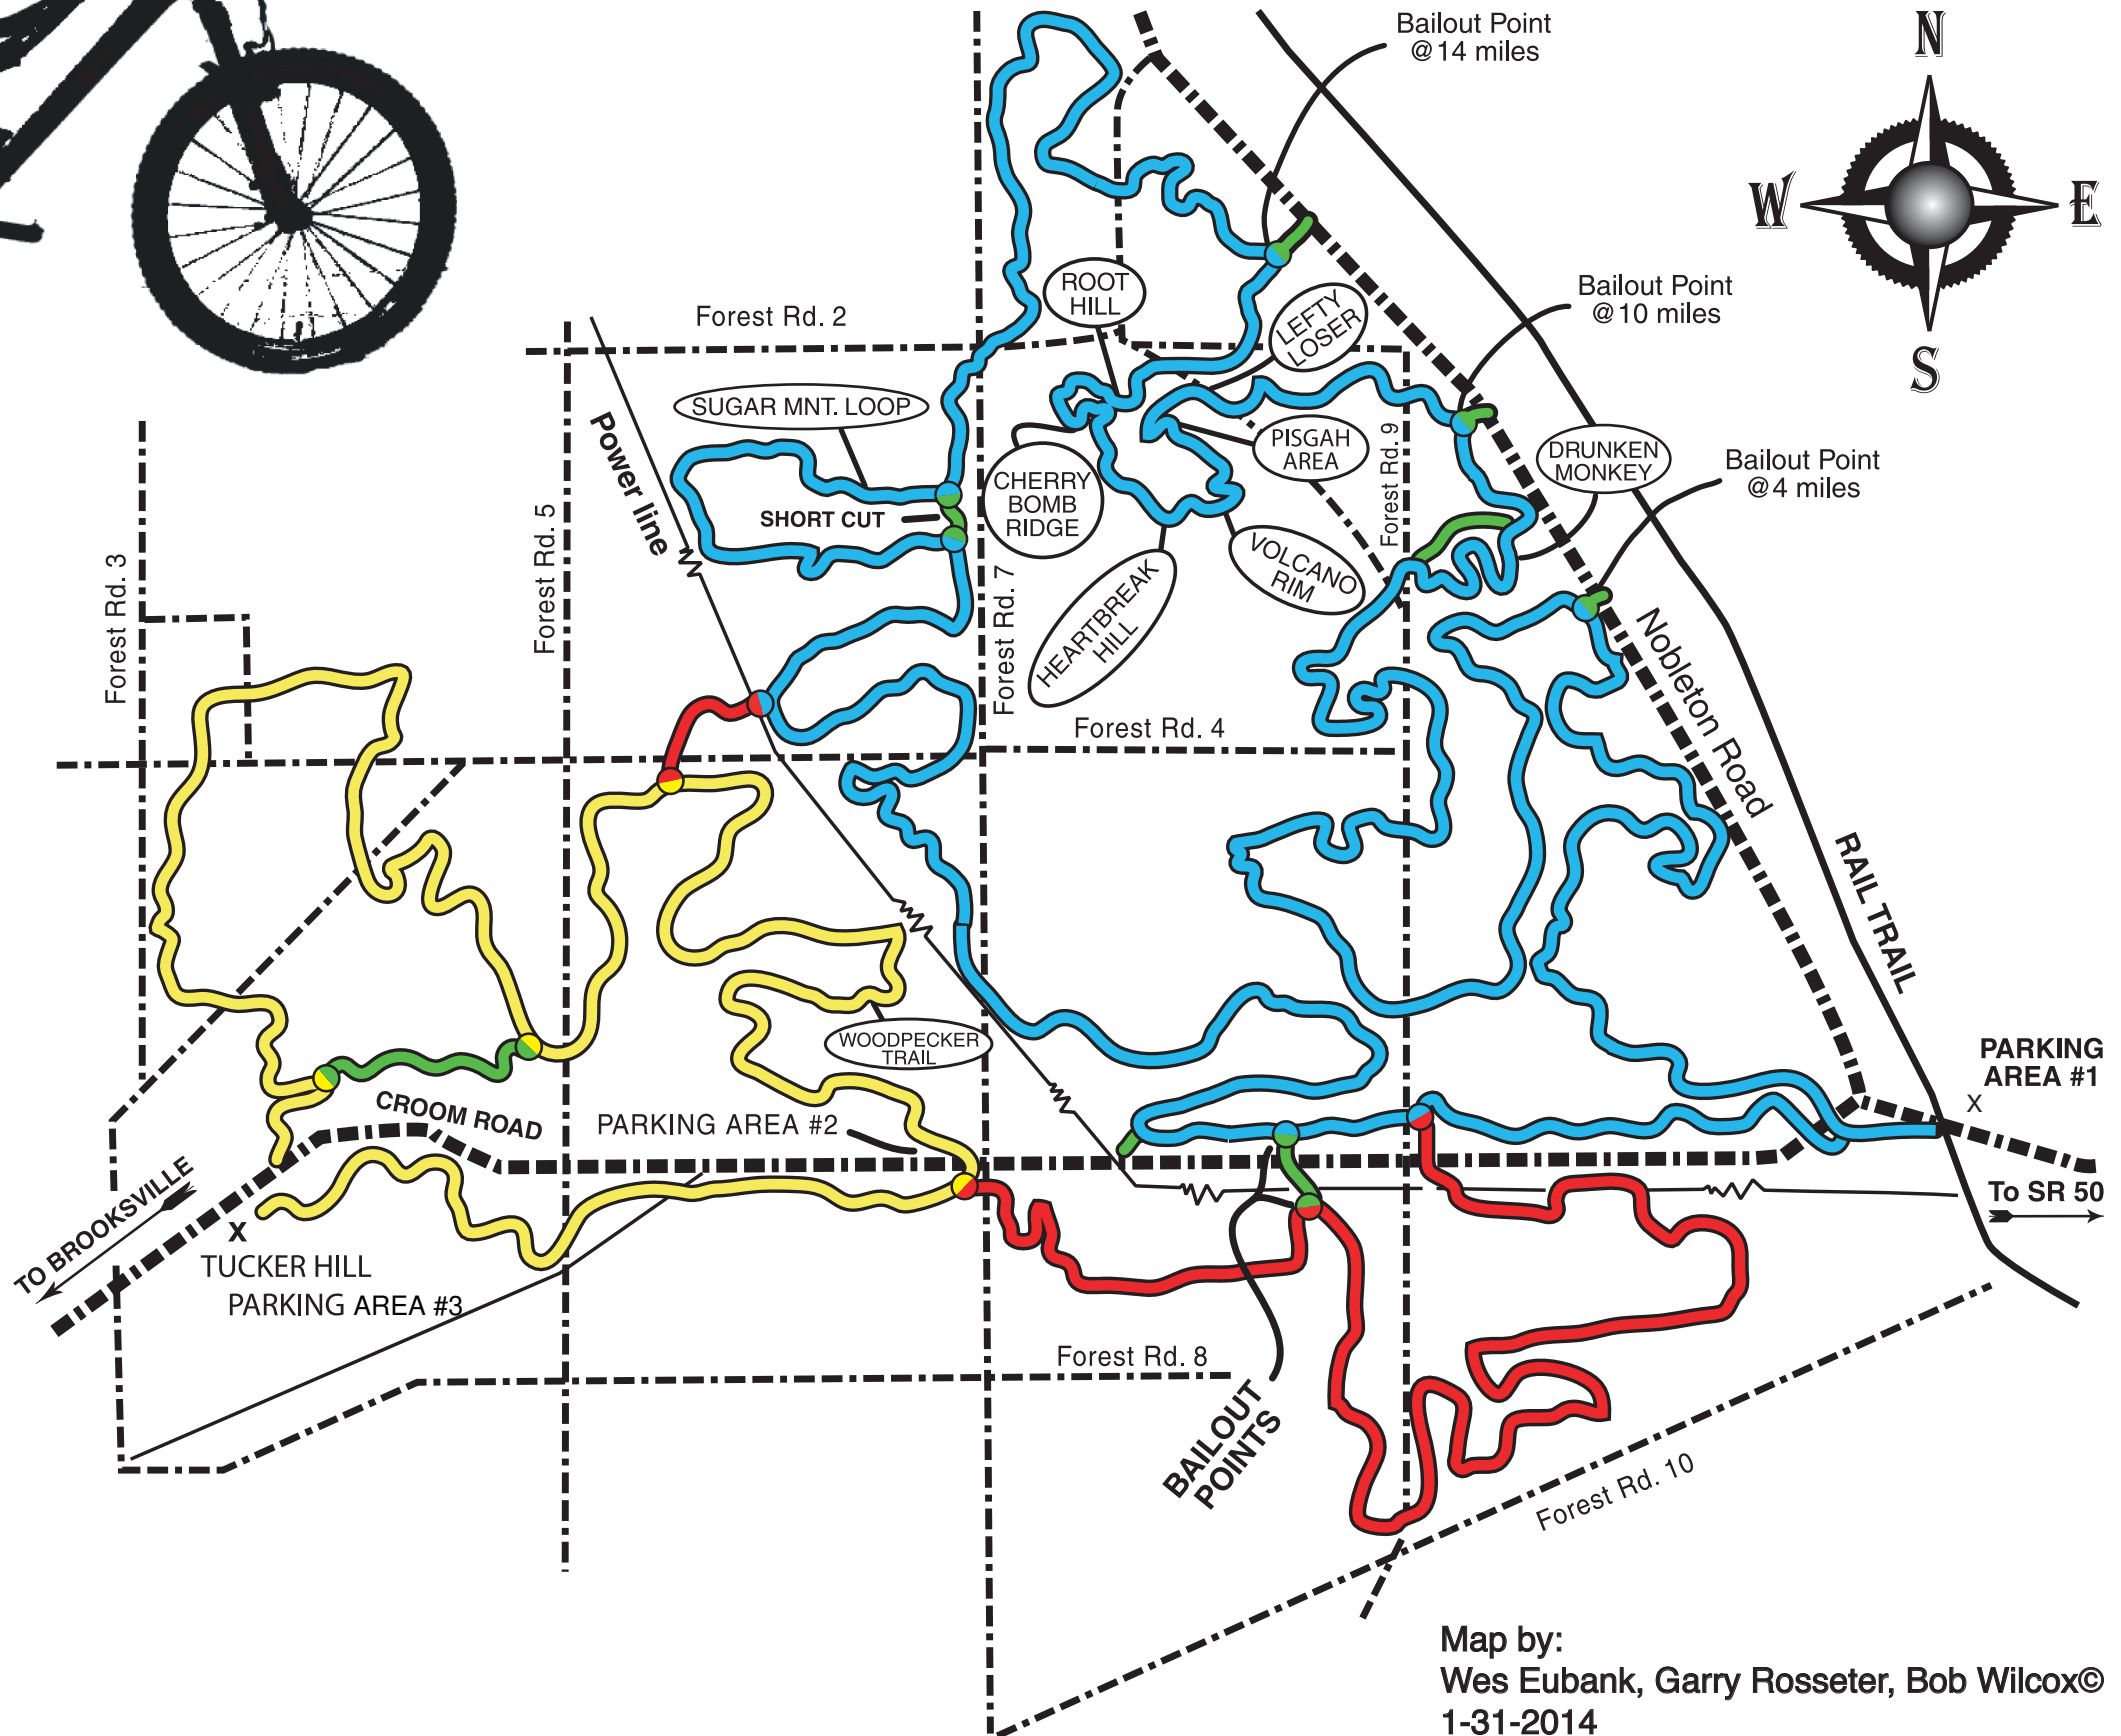 Bailout Point
@14 miles
N
W
E
S
Bailout Point
@10 miles
ROOT
HILL
LEFTY
LOSER
Forest Rd. 2
SUGAR MNT. LOOP
Power line
PISGAH
AREA
Forest Rd. 9
DRUNKEN
MONKEY
Bailout Point
@4 miles
CHERRY
BOMB
RIDGE
SHORT CUT
Forest Rd. 5
Forest Rd. 3
VOLCANO
RIM
HEARTBREAK
HILL
Forest Rd. 7
Nobleton Road
Forest Rd. 4
RAIL TRAIL
WOODPECKER
TRAIL
PARKING
AREA #1
X
CROOM ROAD
PARKING AREA #2
TO BROOKSVILLE
To SR 50
X
TUCKER HILL
PARKING AREA #3
Forest Rd. 8
BAILOUT
POINTS
Forest Rd. 10
Map by:
Wes Eubank, Garry Rosseter, Bob Wilcox©
1-31-2014